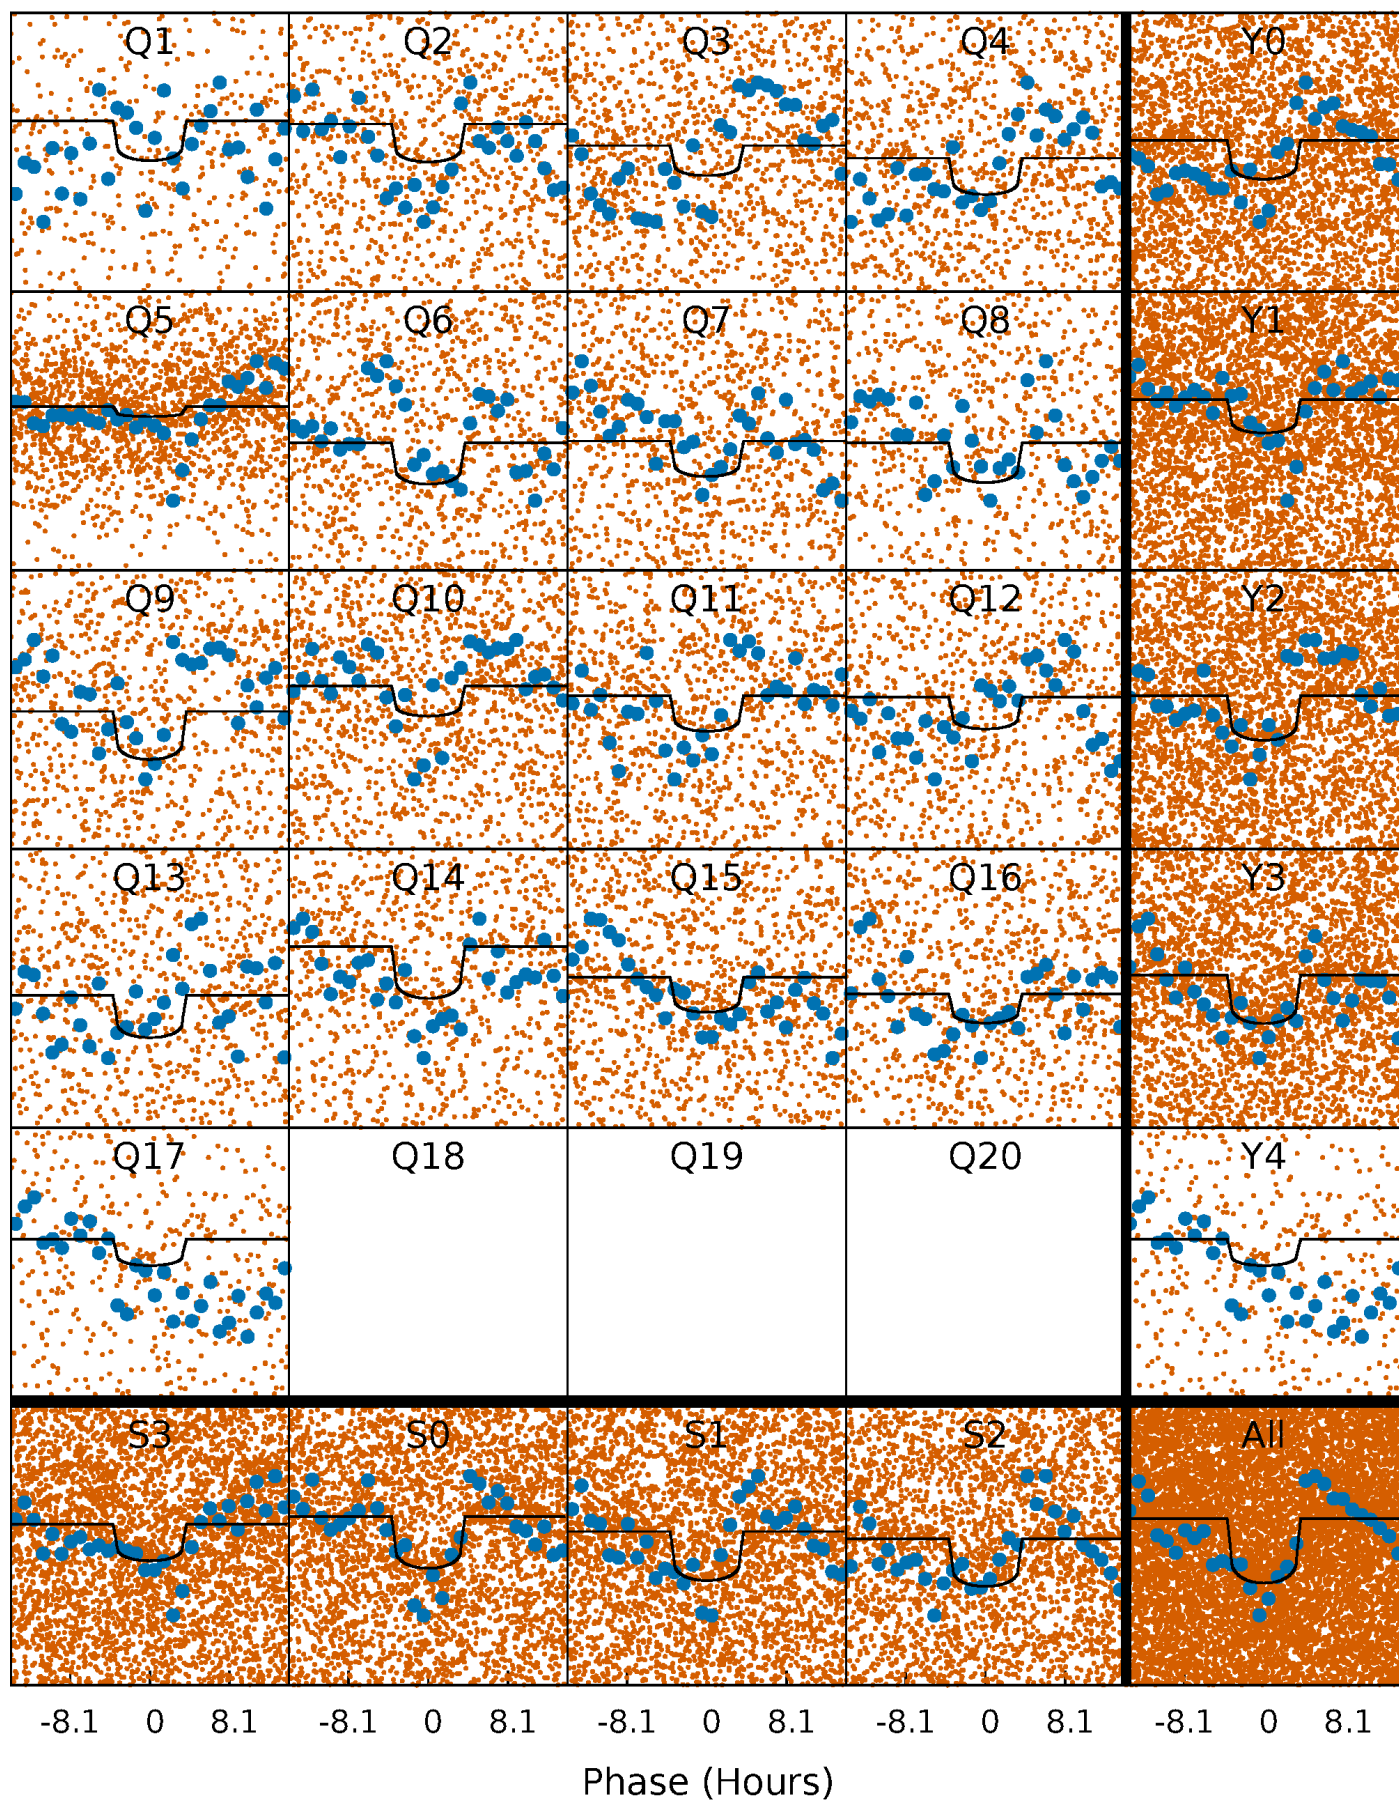 Q1 Q2 Q3 Q4 Y0
Q5 Q6 Q7 Q8 Y1
Q9 Q10 Q11 Q12 Y2
Q13 Q14 Q15 Q16 Y3
Q17 Q18 Q19 Q20 Y4
S3 S0 S1 S2 All
-8.1 0 8.1 -8.1 0 8.1 -8.1 0 8.1 -8.1 0 8.1 -8.1 0 8.1
Phase (Hours)